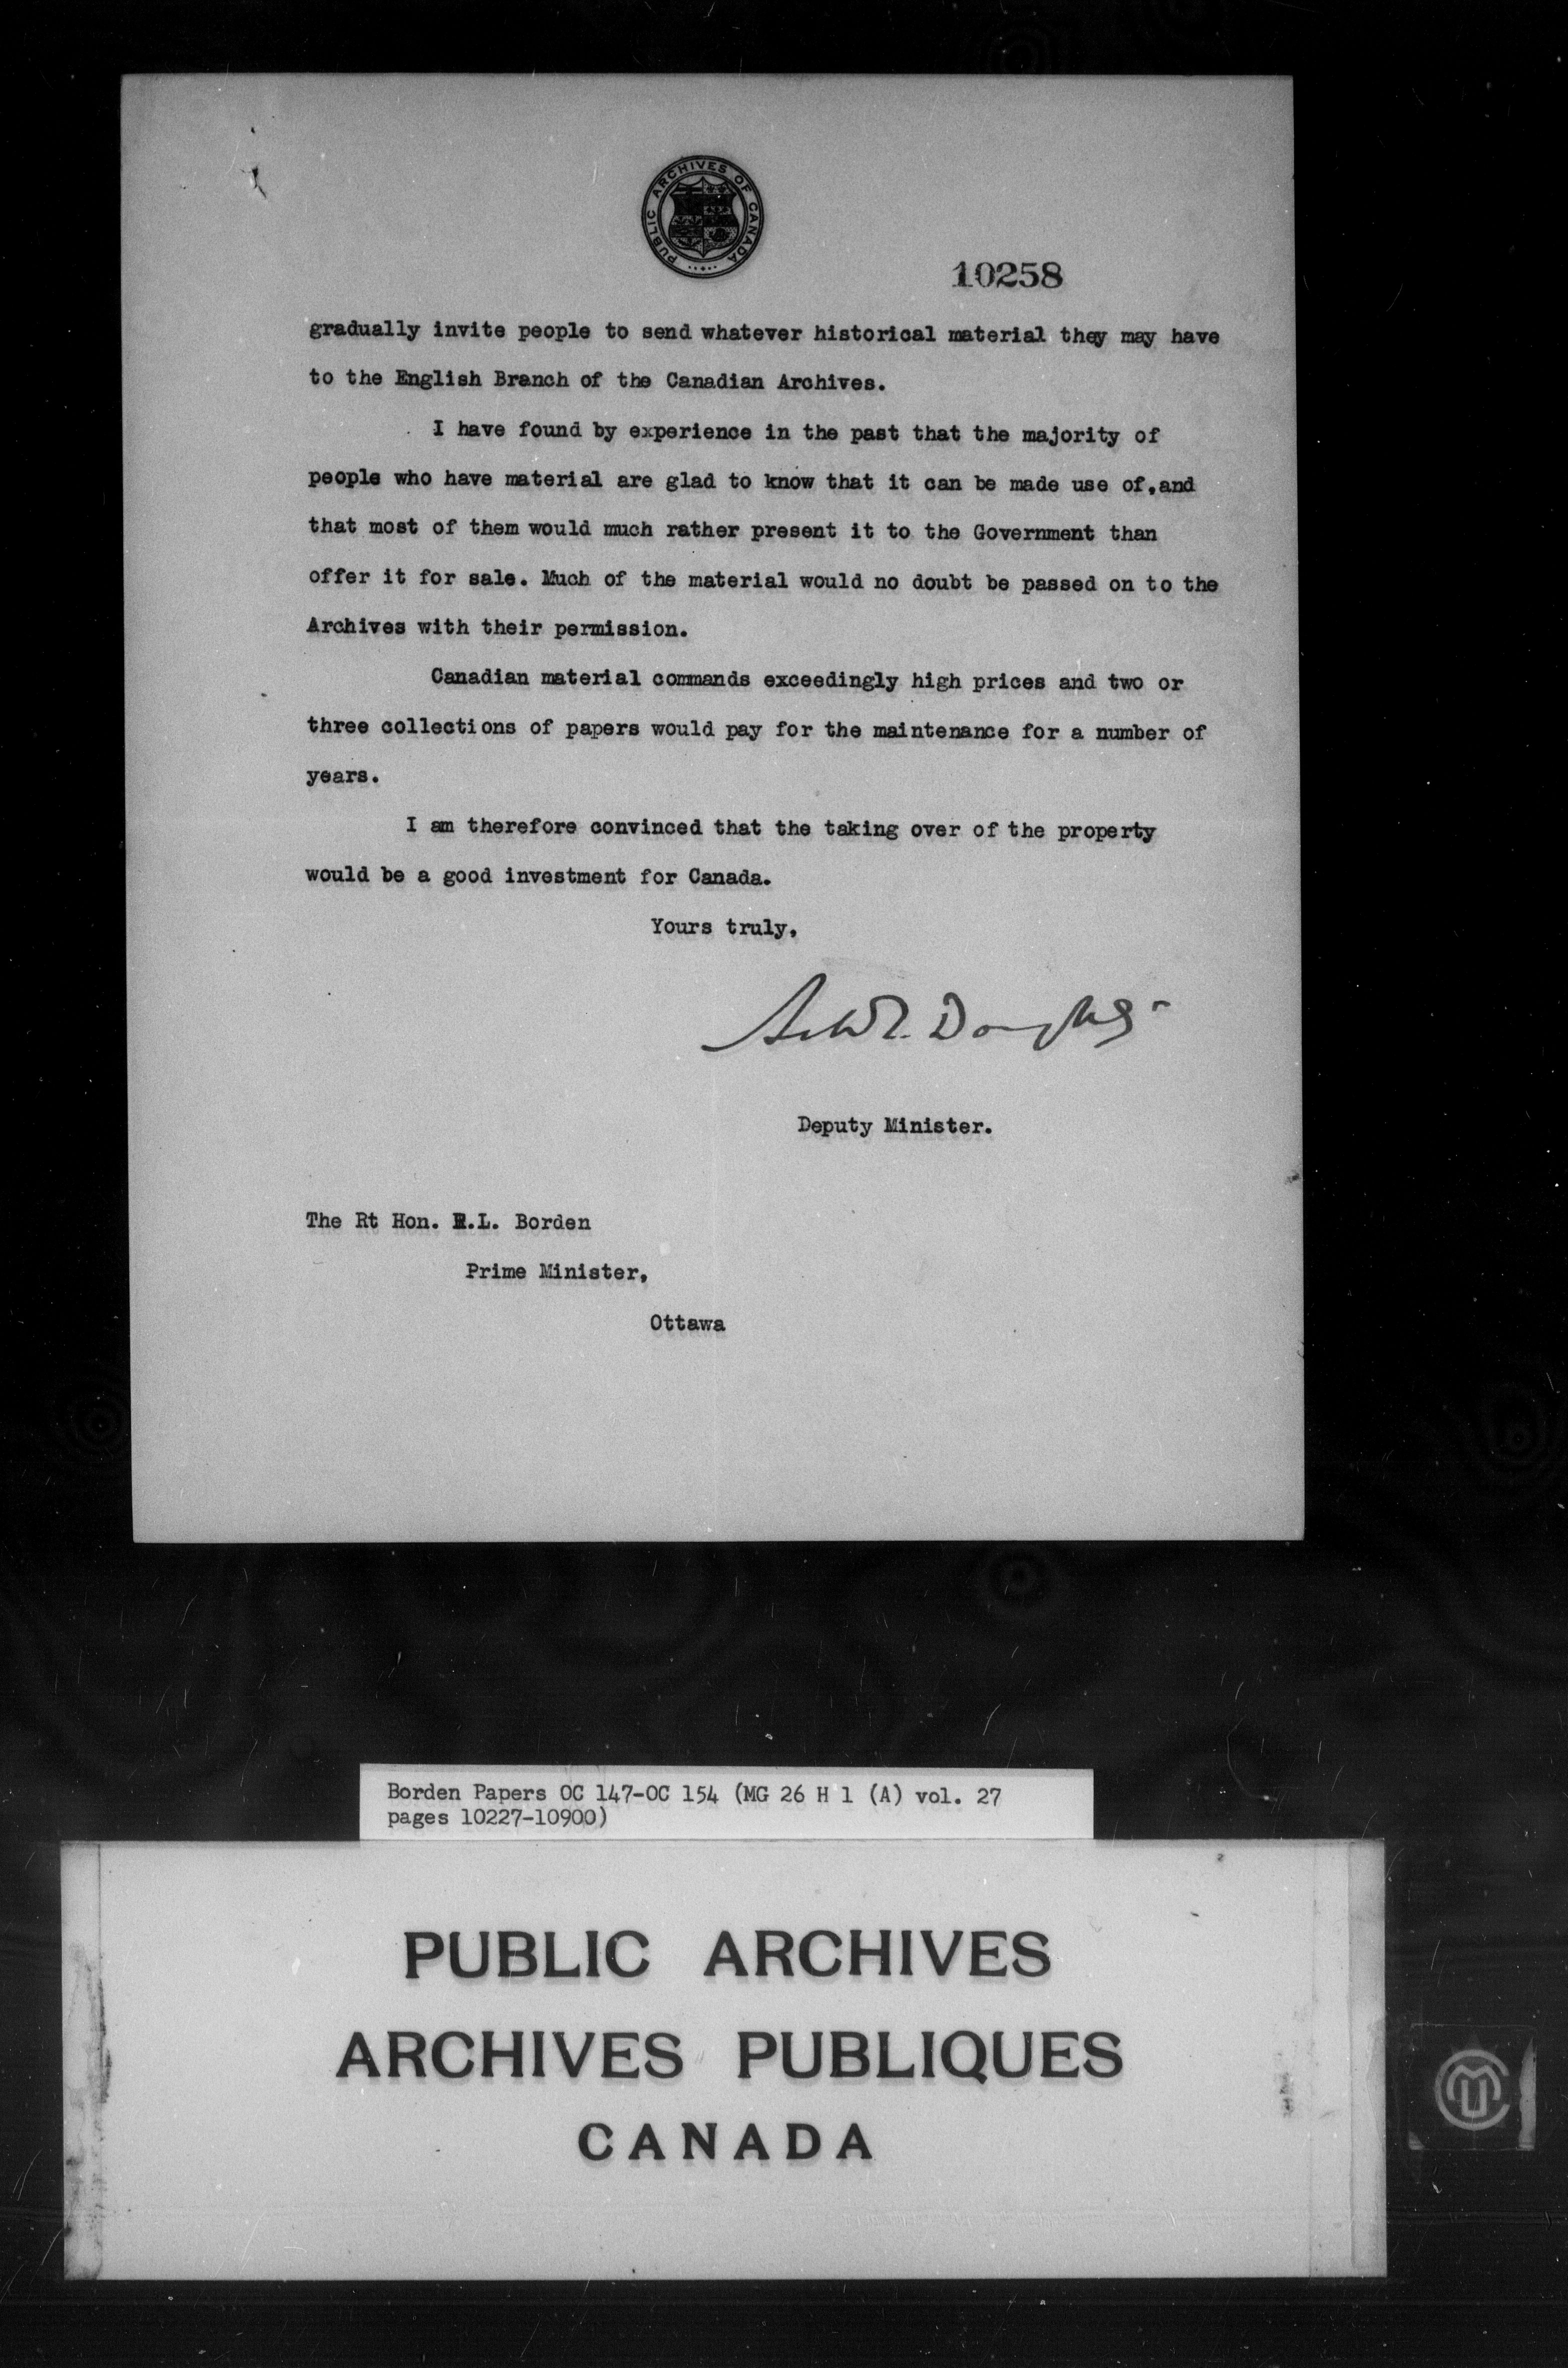 PUBLIC ARCHIVES OF CANADA
10258
gradually invite people to send whatever historical material they may have
to the English Branch of the Canadian Archives.
I have found by experience in the past that the majority of
people who have material are glad to know that it can be made use of,and
that most of them would much rather present it to the Government than
offer it for sale. Much of the material would no doubt be passed on to the
Archives with their permission.
Canadian material commands exceedingly high prices and two or
three collections of papers would pay for the maintenance for a number of
years.
I am therefore convinced that the taking over of the property
would be a good investment for Canada.
Yours truly,
Deputy Minister.
The Rt Hon. R.L. Borden
Prime Minister,
Ottawa
Borden Papers OC 147-OC 154 (MG 26 H 1 (A) vol. 27
pages 10227-10900)
PUBLIC ARCHIVES
ARCHIVES PUBLIQUES
CANADA